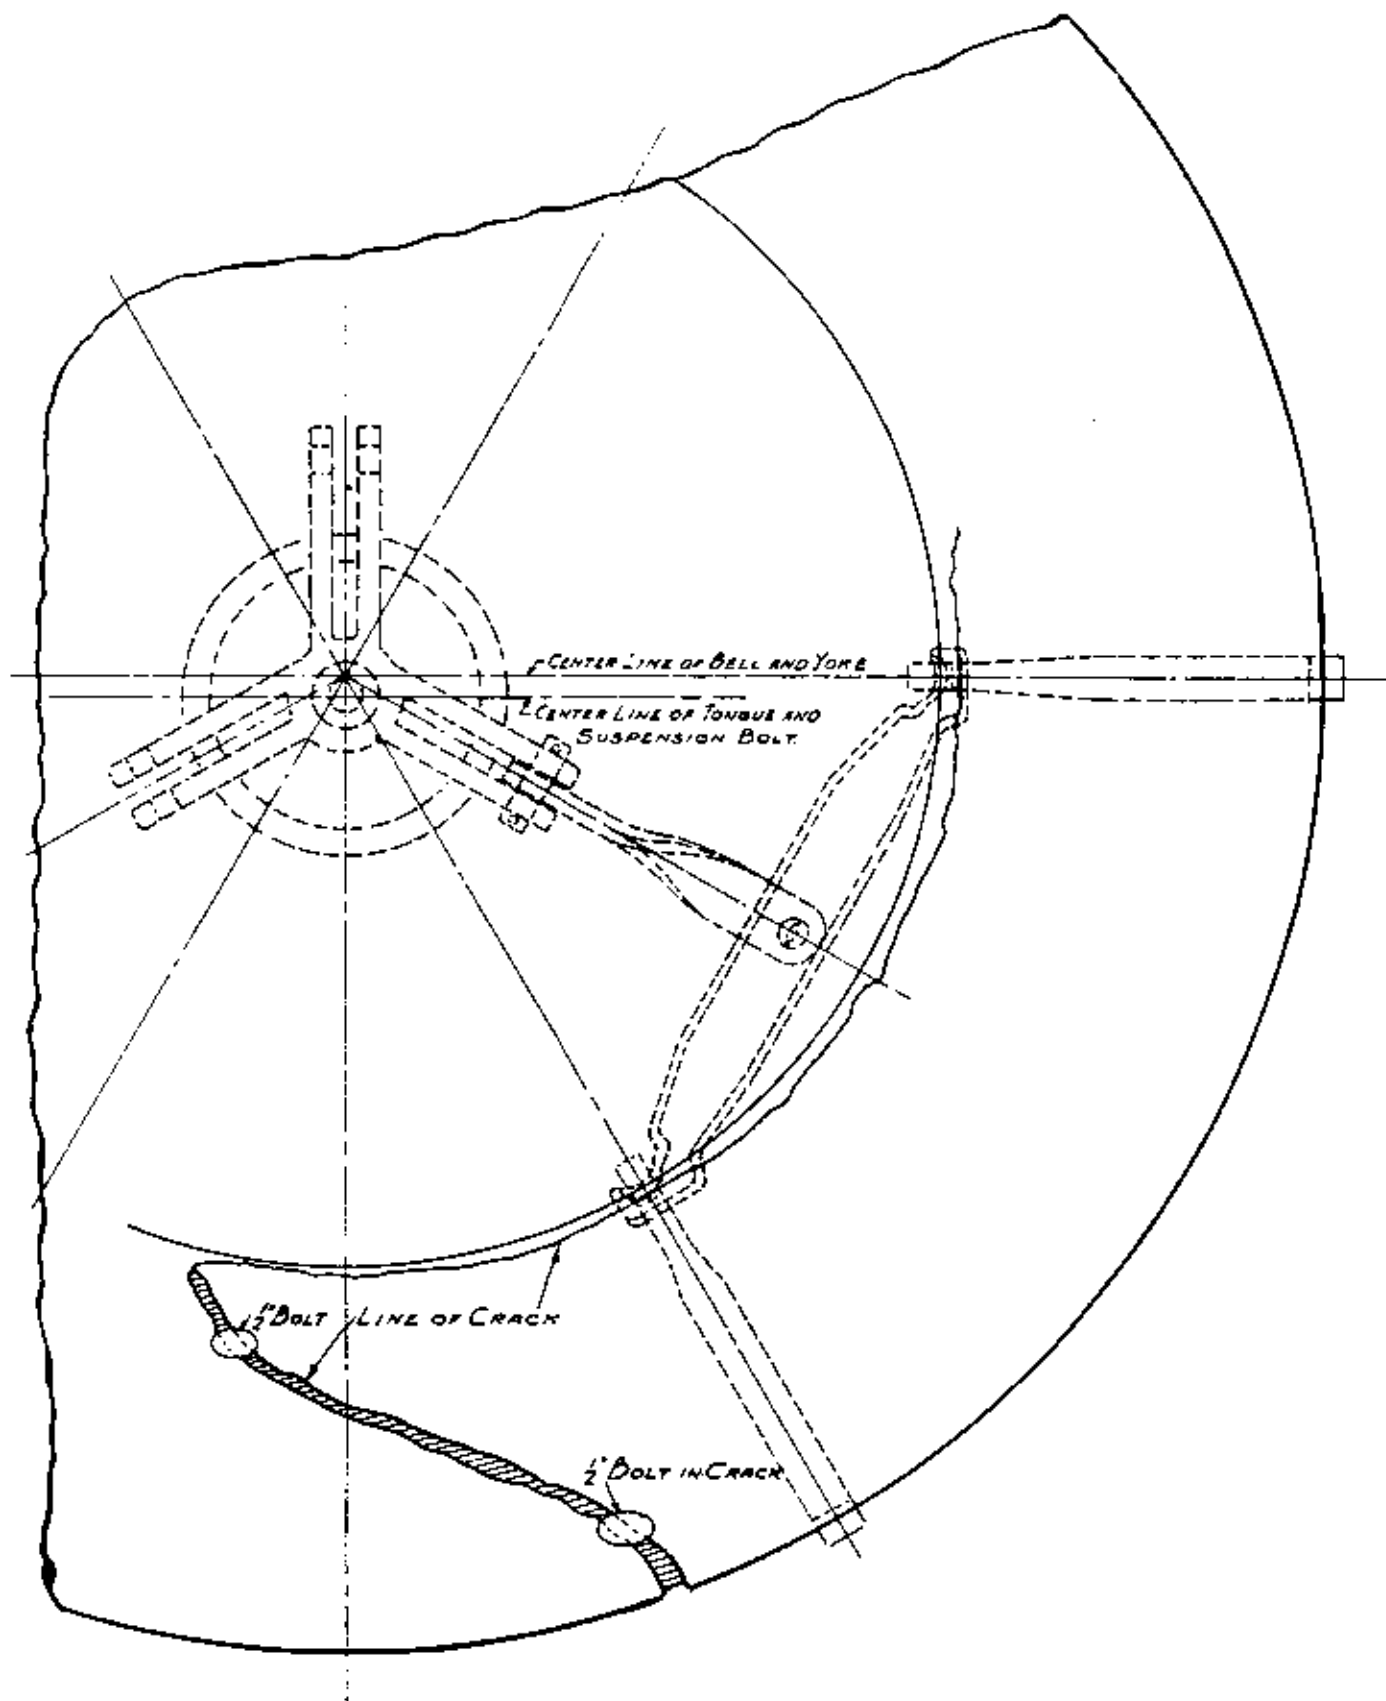 CENTER LINE OF BELL AND YOKE
CENTER LINE OF TONGUE AND
SUSPENSION BOLT.
1/2" BOLT
LINE OF CRACK
1/2" BOLT IN CRACK